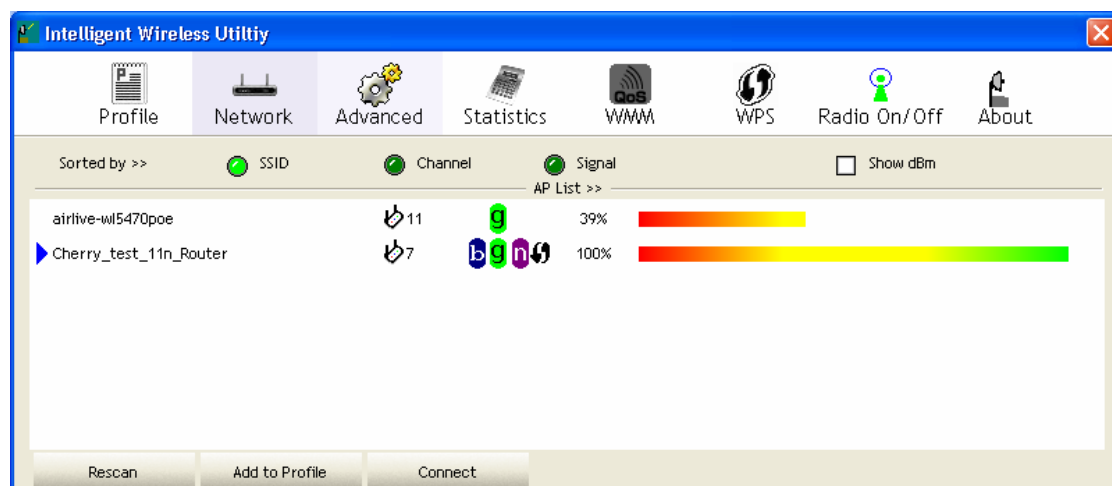 Intelligent Wireless Utiltiy
P
QoS
Profile Network Advanced Statistics WMM WPS Radio On/Off About
Sorted by >> SSID Channel Signal Show dBm
AP List >>
airlive-wl5470poe 11 g 39%
Cherry_test_11n_Router 7 b g n 100%
Rescan Add to Profile Connect